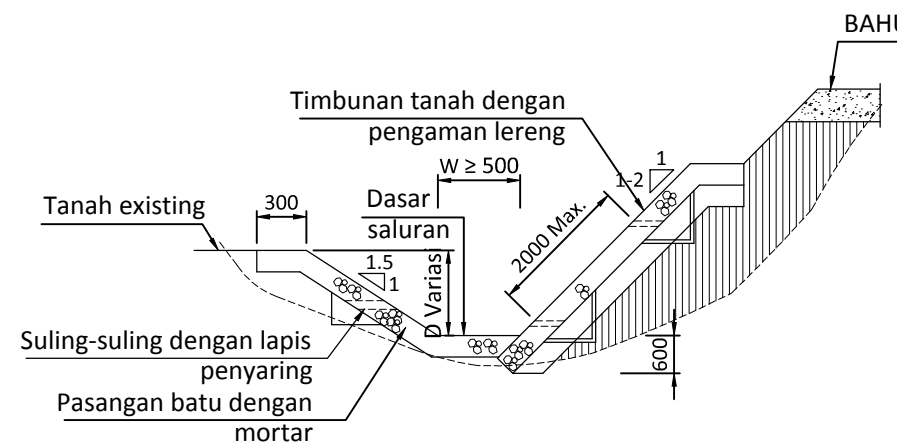 BAHU
Timbunan tanah dengan
pengaman lereng
W ≥ 500
1
1-2
Tanah existing
300
Dasar
saluran
2000 Max.
1.5
1
D Variasi
Suling-suling dengan lapis
penyaring
600
Pasangan batu dengan
mortar